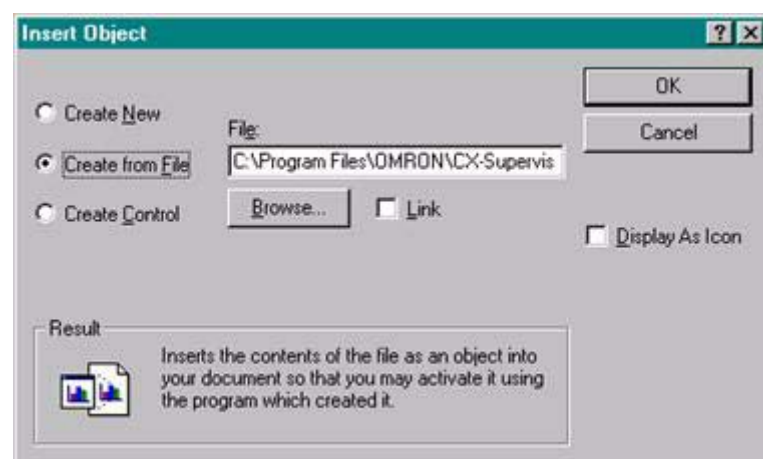 Insert Object
OK
Create New
File:
Cancel
Create from File
C:\Program Files\OMRON\CX-Supervis
Create Control
Browse...
Link
Display As Icon
Result
Inserts the contents of the file as an object into
your document so that you may activate it using
the program which created it.